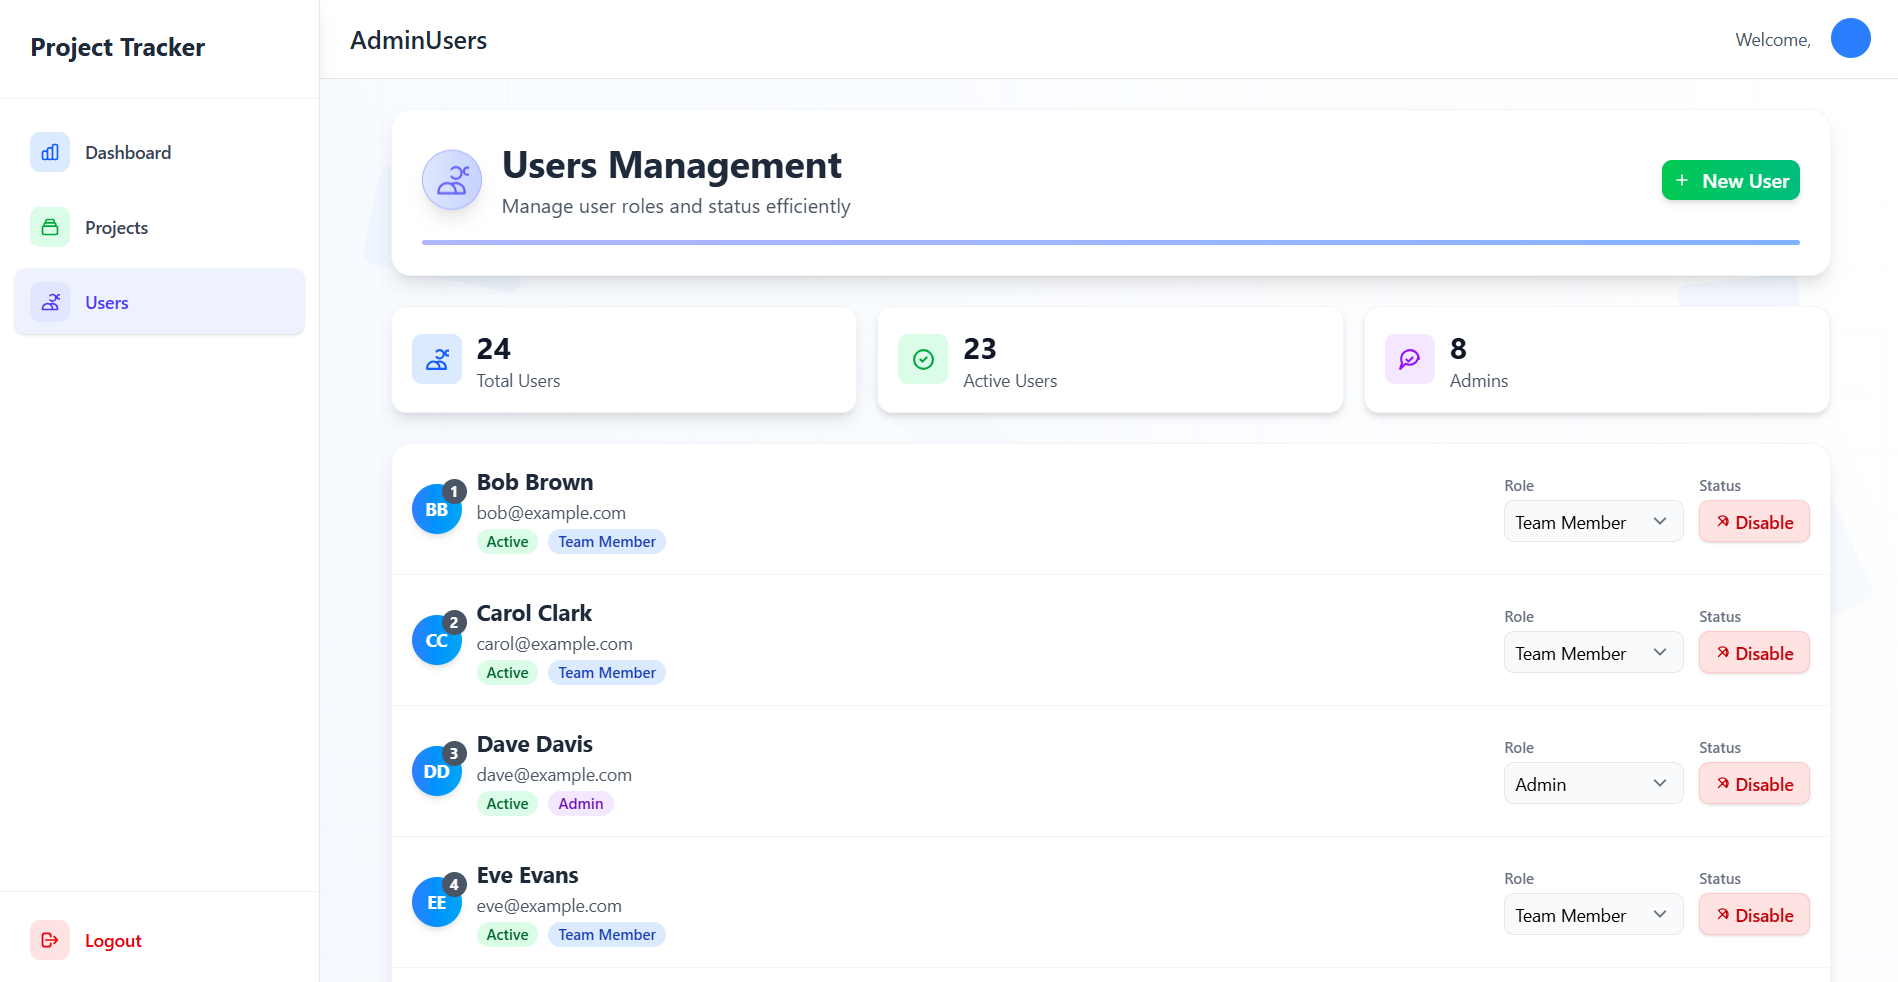 Project Tracker
AdminUsers
Welcome,
Dashboard
Projects
Users
Logout
Users Management
Manage user roles and status efficiently
+ New User
24
Total Users
23
Active Users
8
Admins
BB
1
Bob Brown
bob@example.com
Active
Team Member
Role
Team Member
Status
Disable
CC
2
Carol Clark
carol@example.com
Active
Team Member
Role
Team Member
Status
Disable
DD
3
Dave Davis
dave@example.com
Active
Admin
Role
Admin
Status
Disable
EE
4
Eve Evans
eve@example.com
Active
Team Member
Role
Team Member
Status
Disable